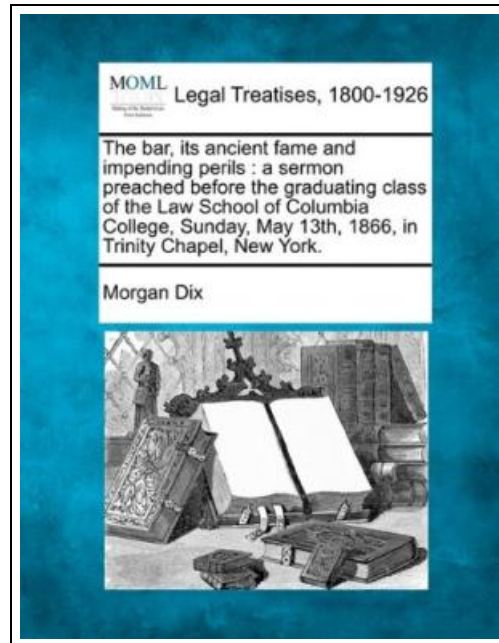 MOML
Legal Treatises, 1800-1926
The bar, its ancient fame and
impending perils : a sermon
preached before the graduating class
of the Law School of Columbia
College, Sunday, May 13th, 1866, in
Trinity Chapel, New York.
Morgan Dix